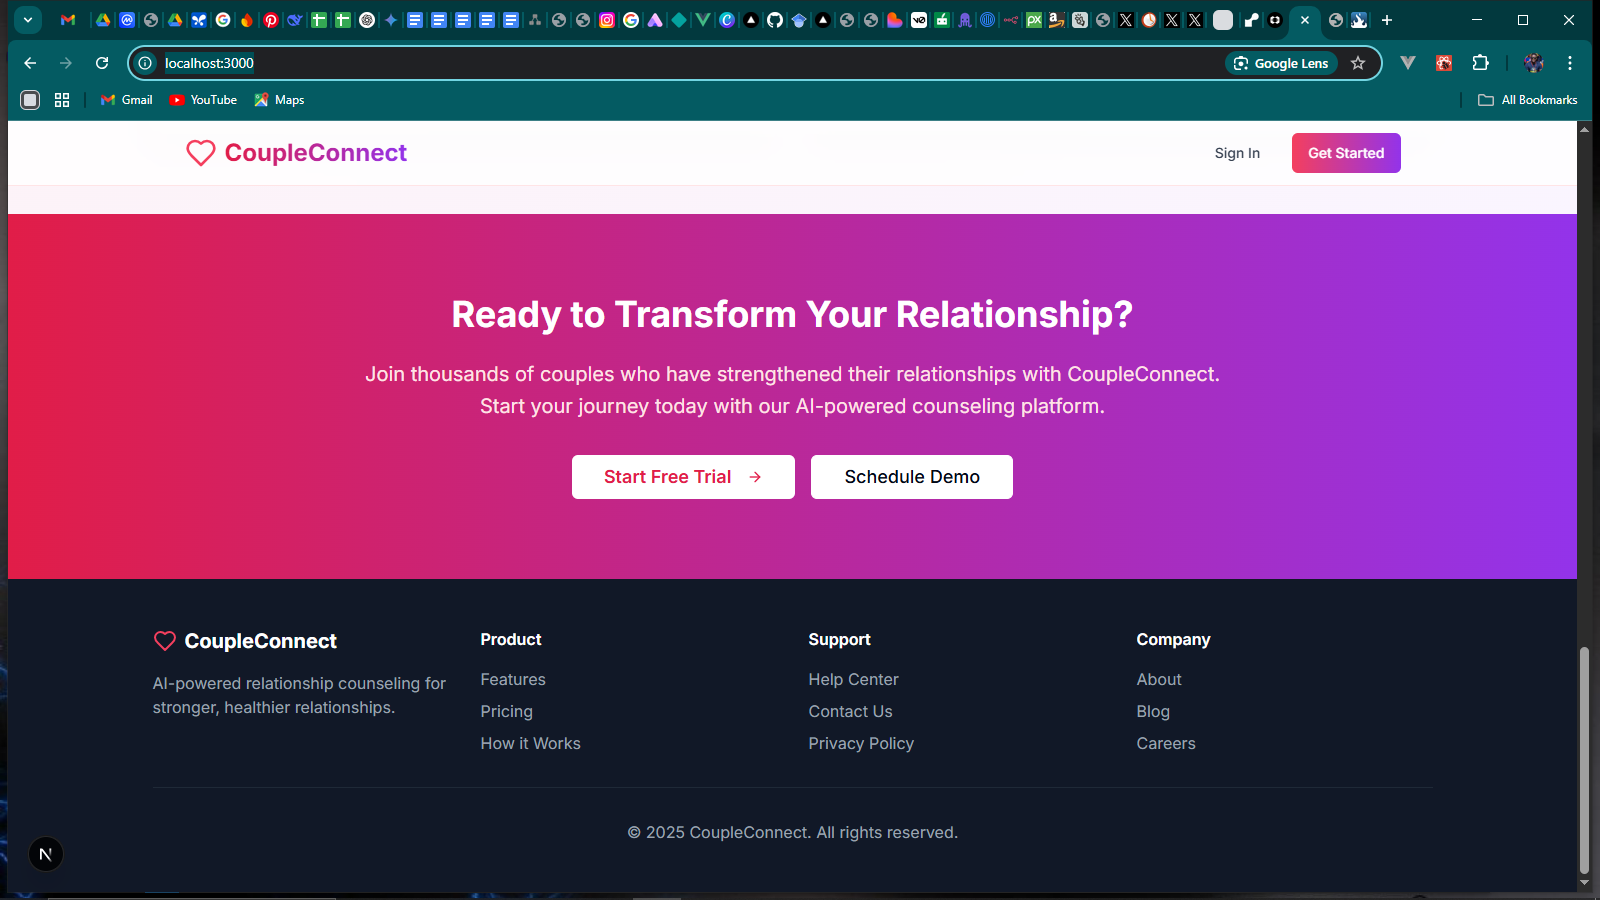 localhost:3000
Google Lens
Gmail
YouTube
Maps
All Bookmarks
CoupleConnect
Sign In
Get Started
Ready to Transform Your Relationship?
Join thousands of couples who have strengthened their relationships with CoupleConnect.
Start your journey today with our AI-powered counseling platform.
Start Free Trial →
Schedule Demo
CoupleConnect
AI-powered relationship counseling for
stronger, healthier relationships.
Product
Features
Pricing
How it Works
Support
Help Center
Contact Us
Privacy Policy
Company
About
Blog
Careers
© 2025 CoupleConnect. All rights reserved.
N